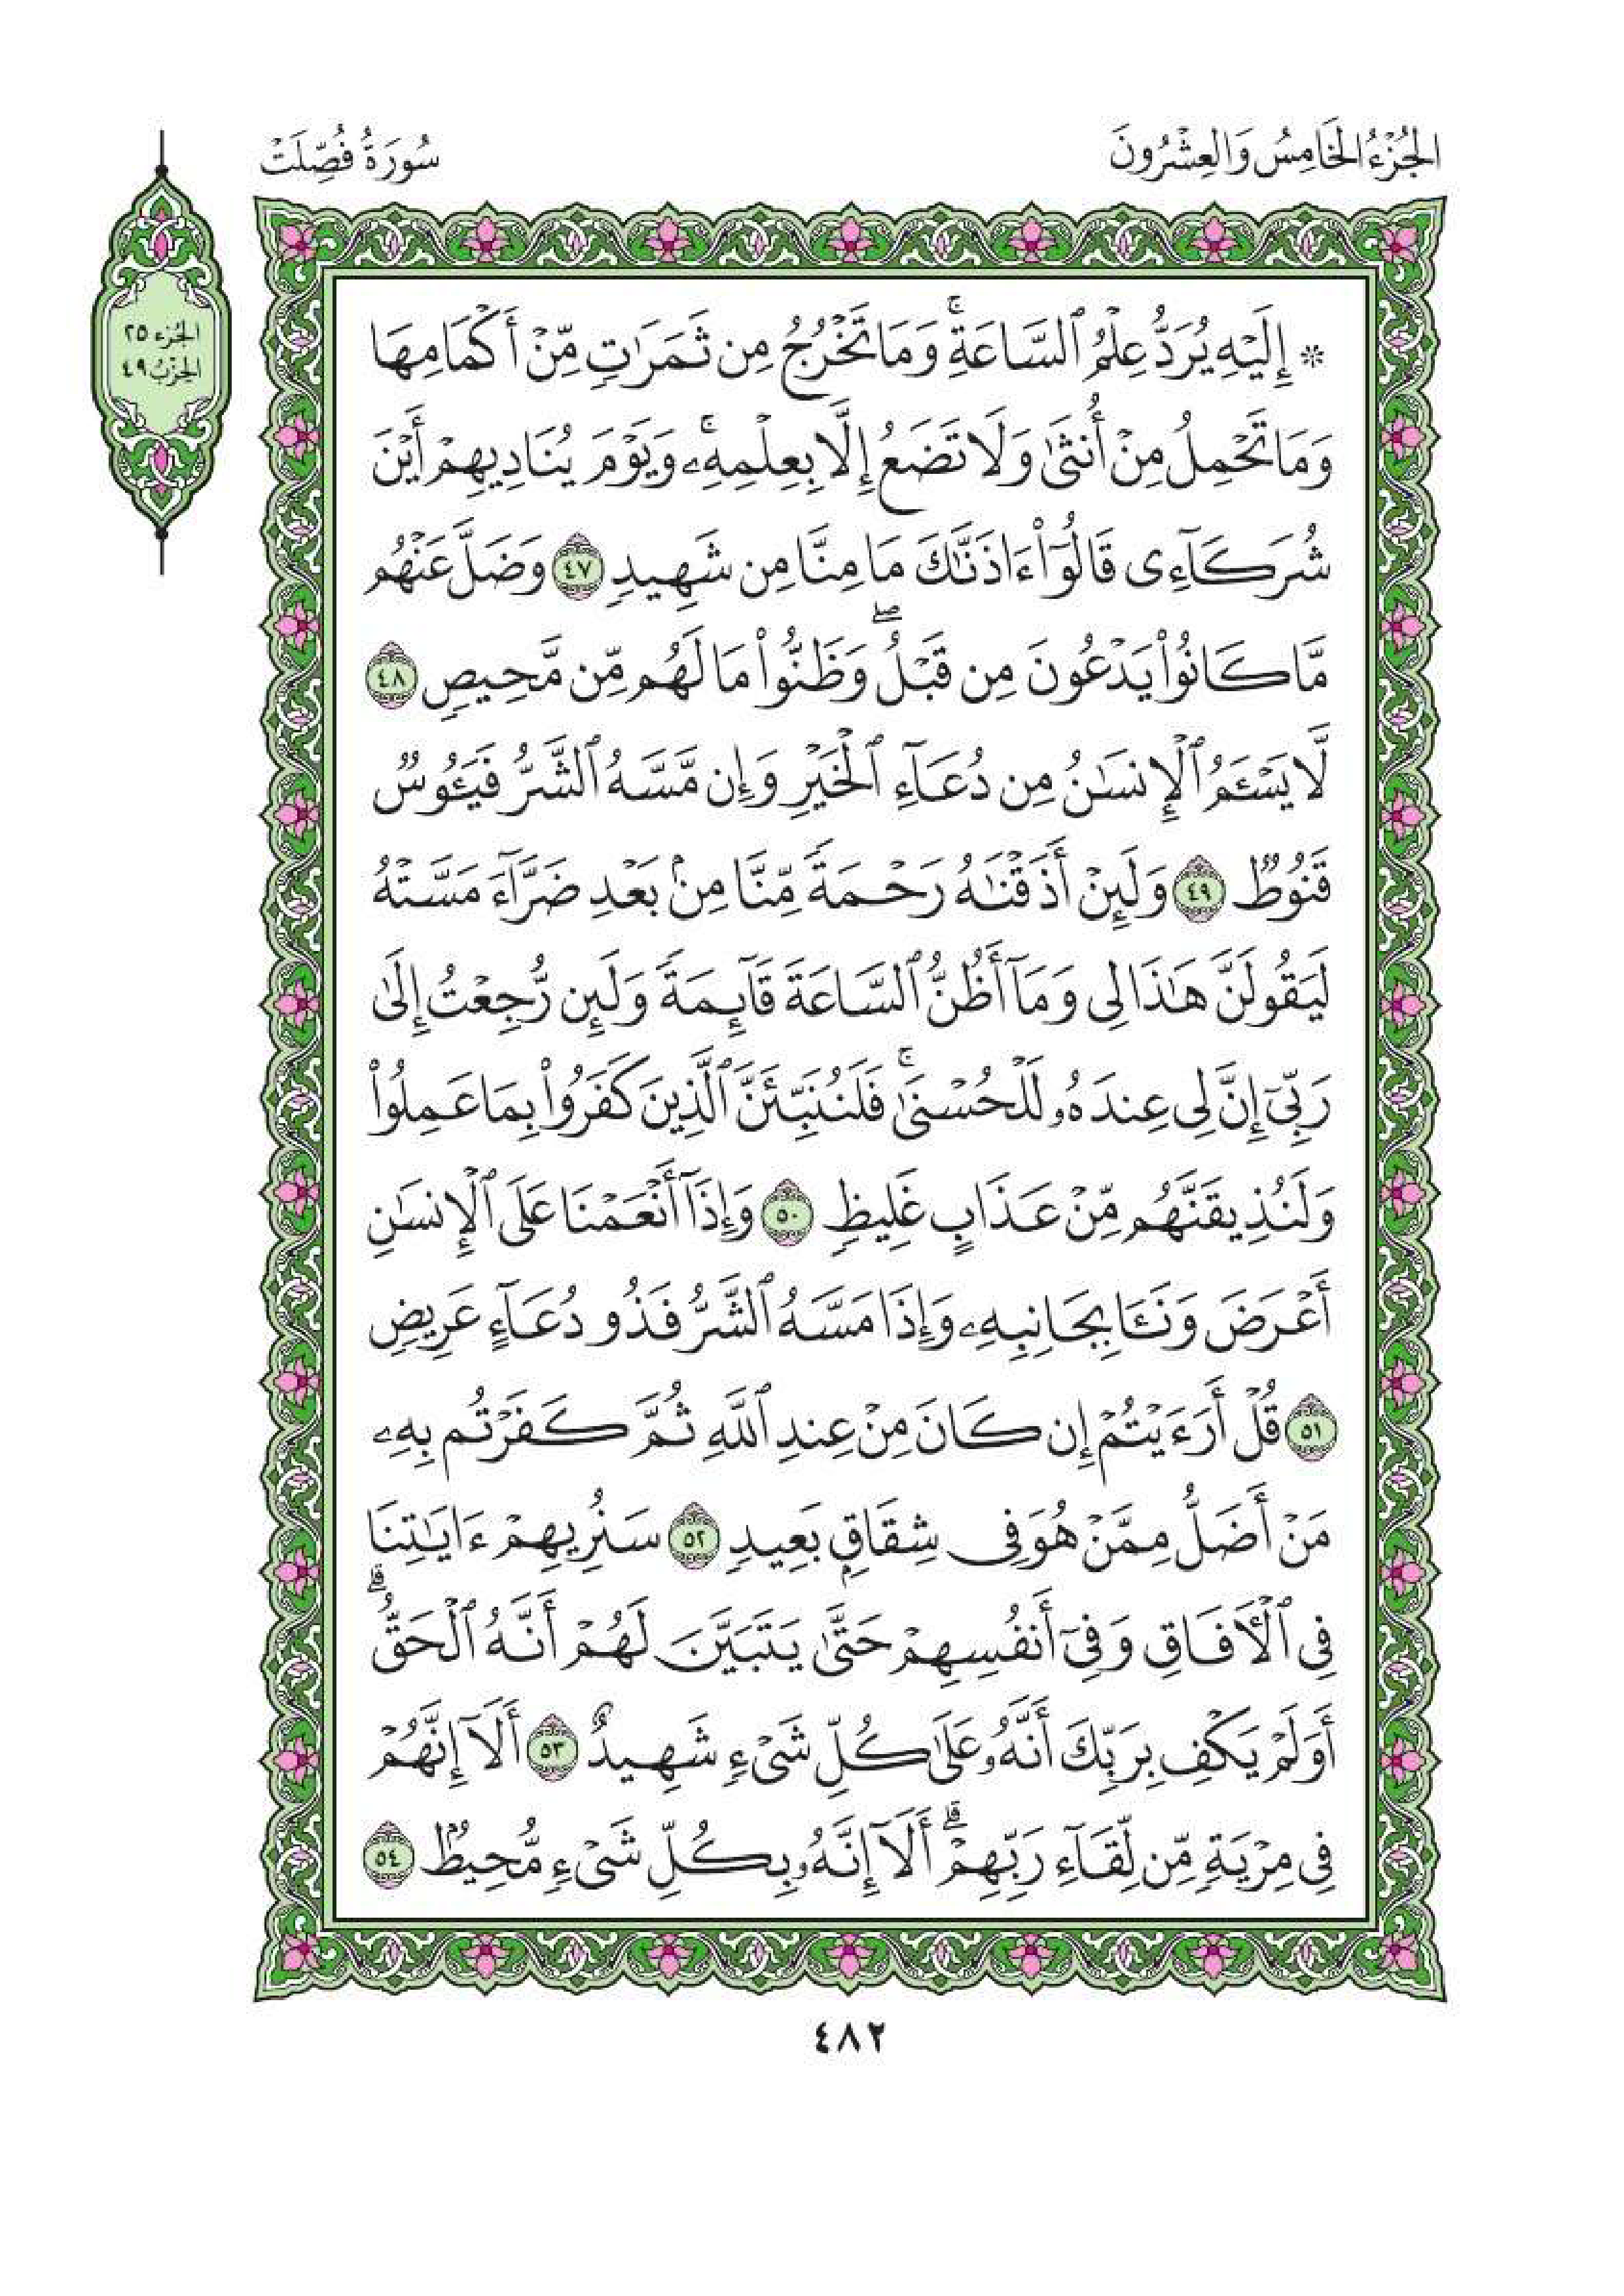 الجُزْءُ الخَامِسُ وَالعِشْرُونَ
سُورَةُ فُصِّلَتْ
الجزء ٢٥
الحِزْبُ ٤٩
۞ إِلَيْهِ يُرَدُّ عِلْمُ ٱلسَّاعَةِۚ وَمَا تَخْرُجُ مِن ثَمَرَٰتٍ مِّنْ أَكْمَامِهَا
وَمَا تَحْمِلُ مِنْ أُنثَىٰ وَلَا تَضَعُ إِلَّا بِعِلْمِهِۦۚ وَيَوْمَ يُنَادِيهِمْ أَيْنَ
شُرَكَآءِى قَالُوٓا۟ ءَاذَنَّٰكَ مَا مِنَّا مِن شَهِيدٍ ٤٧ وَضَلَّ عَنْهُم
مَّا كَانُوا۟ يَدْعُونَ مِن قَبْلُۖ وَظَنُّوا۟ مَا لَهُم مِّن مَّحِيصٍ ٤٨
لَّا يَسْـَٔمُ ٱلْإِنسَٰنُ مِن دُعَآءِ ٱلْخَيْرِ وَإِن مَّسَّهُ ٱلشَّرُّ فَيَـُٔوسٌ
قَنُوطٌ ٤٩ وَلَئِنْ أَذَقْنَٰهُ رَحْمَةً مِّنَّا مِنۢ بَعْدِ ضَرَّآءَ مَسَّتْهُ
لَيَقُولَنَّ هَٰذَا لِى وَمَآ أَظُنُّ ٱلسَّاعَةَ قَآئِمَةً وَلَئِن رُّجِعْتُ إِلَىٰ
رَبِّىٓ إِنَّ لِى عِندَهُۥ لَلْحُسْنَىٰۚ فَلَنُنَبِّئَنَّ ٱلَّذِينَ كَفَرُوا۟ بِمَا عَمِلُوا۟
وَلَنُذِيقَنَّهُم مِّنْ عَذَابٍ غَلِيظٍ ٥٠ وَإِذَآ أَنْعَمْنَا عَلَى ٱلْإِنسَٰنِ
أَعْرَضَ وَنَـَٔا بِجَانِبِهِۦ وَإِذَا مَسَّهُ ٱلشَّرُّ فَذُو دُعَآءٍ عَرِيضٍ
٥١ قُلْ أَرَءَيْتُمْ إِن كَانَ مِنْ عِندِ ٱللَّهِ ثُمَّ كَفَرْتُم بِهِۦ
مَنْ أَضَلُّ مِمَّنْ هُوَ فِى شِقَاقٍۭ بَعِيدٍ ٥٢ سَنُرِيهِمْ ءَايَٰتِنَا
فِى ٱلْـَٔافَاقِ وَفِىٓ أَنفُسِهِمْ حَتَّىٰ يَتَبَيَّنَ لَهُمْ أَنَّهُ ٱلْحَقُّۗ
أَوَلَمْ يَكْفِ بِرَبِّكَ أَنَّهُۥ عَلَىٰ كُلِّ شَىْءٍ شَهِيدٌ ٥٣ أَلَآ إِنَّهُمْ
فِى مِرْيَةٍ مِّن لِّقَآءِ رَبِّهِمْۗ أَلَآ إِنَّهُۥ بِكُلِّ شَىْءٍ مُّحِيطٌۢ ٥٤
٤٨٢